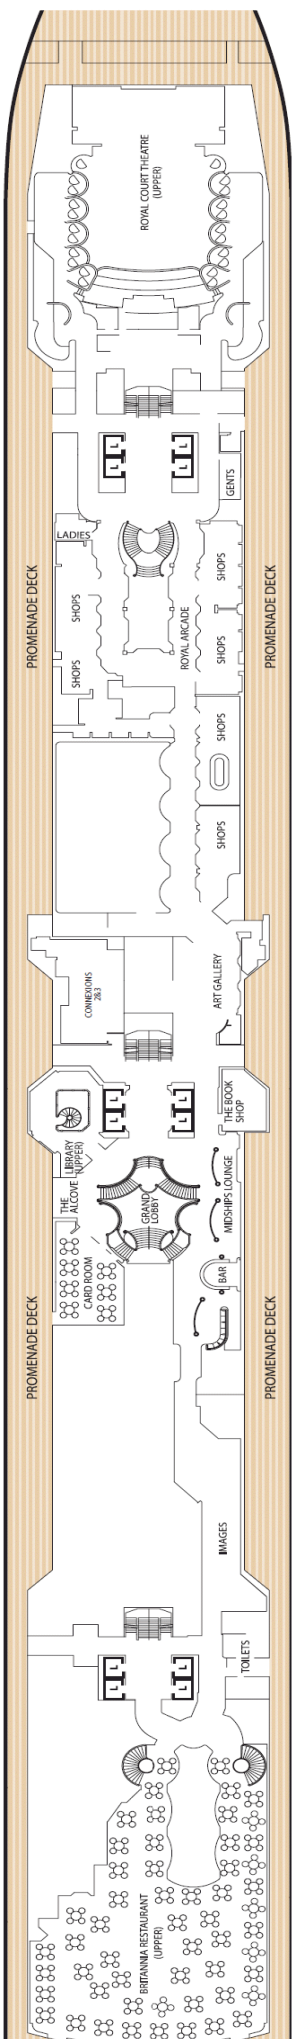 ROYAL COURT THEATRE
(UPPER)
L
L
L
L
GENTS
LADIES
SHOPS
PROMENADE DECK
PROMENADE DECK
SHOPS
ROYAL ARCADE
SHOPS
SHOPS
SHOPS
SHOPS
CONNEXIONS
2&3
ART GALLERY
L
L
L
L
THE BOOK
SHOP
LIBRARY
(UPPER)
THE
ALCOVE
GRAND
LOBBY
MIDSHIPS LOUNGE
CARD ROOM
BAR
PROMENADE DECK
PROMENADE DECK
IMAGES
TOILETS
L
L
L
L
BRITANNIA RESTAURANT
(UPPER)